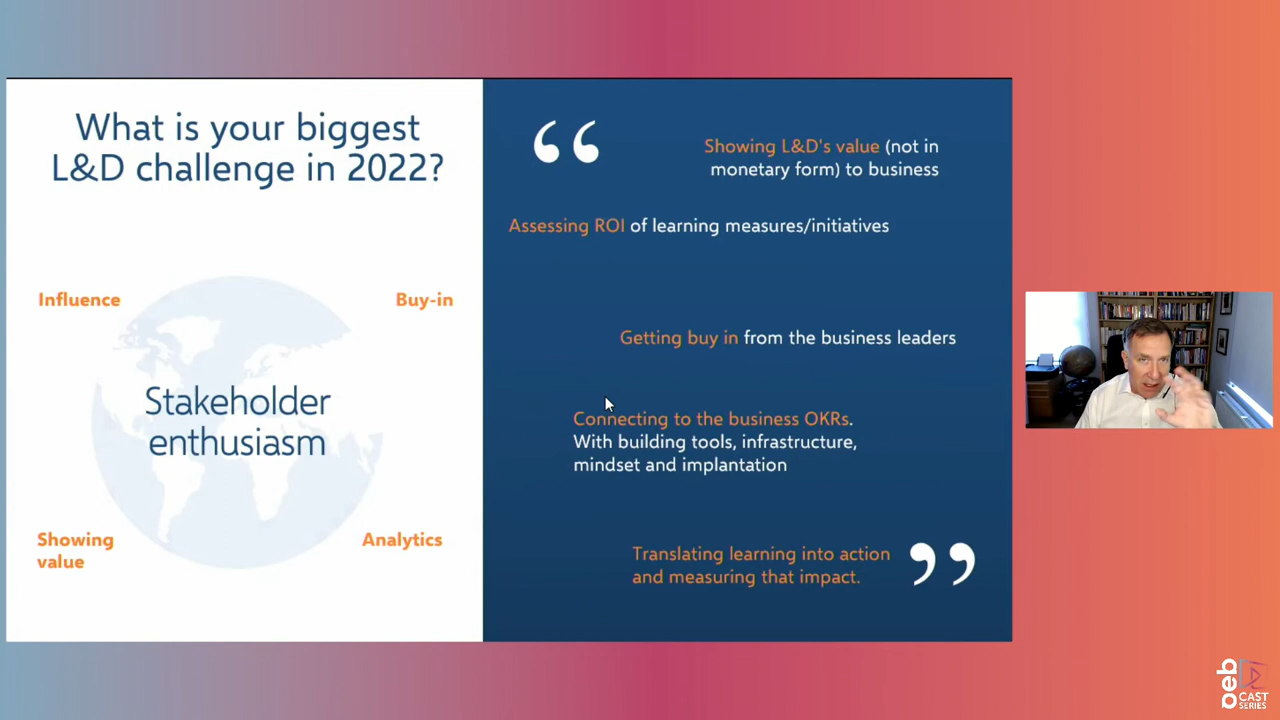 What is your biggest
L&D challenge in 2022?
Influence
Buy-in
Stakeholder
enthusiasm
Showing
value
Analytics
“
Showing L&D's value (not in
monetary form) to business
Assessing ROI of learning measures/initiatives
Getting buy in from the business leaders
Connecting to the business OKRs.
With building tools, infrastructure,
mindset and implantation
Translating learning into action
and measuring that impact.
”
oeb
CAST
SERIES